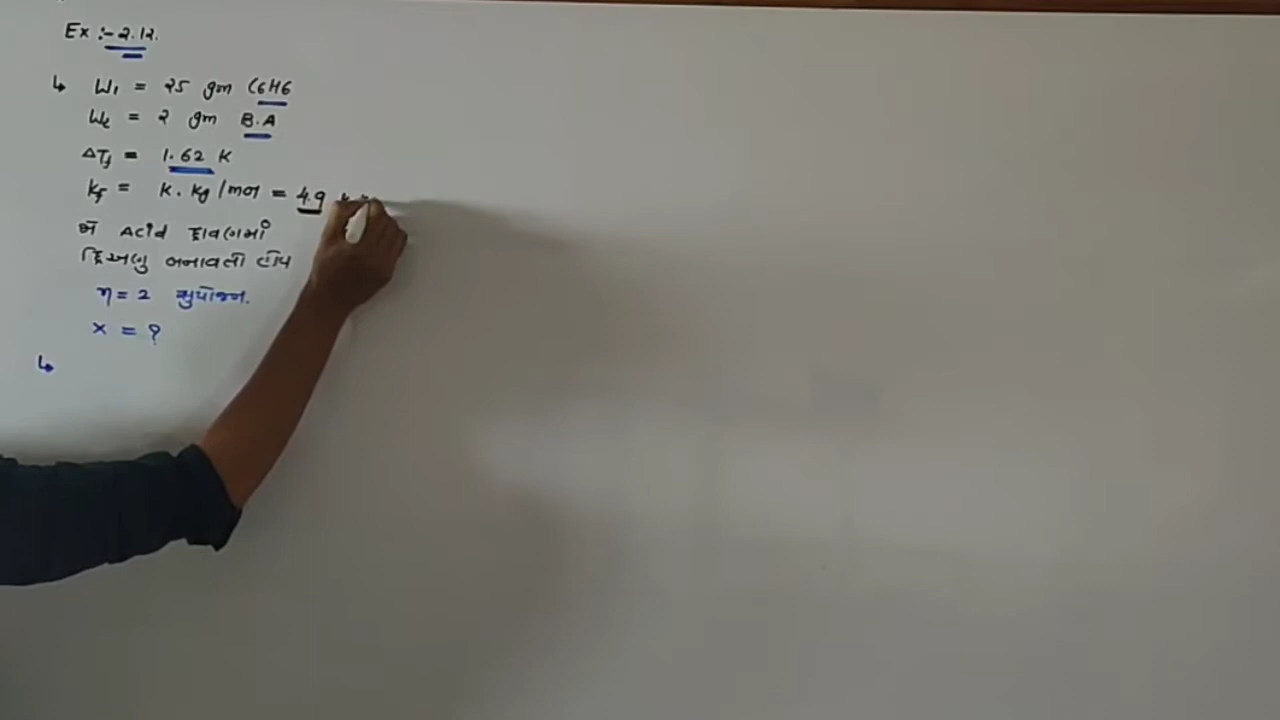 Ex :- 2.12.
↳ W₁ = 25 gm C6H6
W₂ = 2 gm B.A
ΔTf = 1.62 K
Kf = K. Kg/mol = 4.9
જો Acid દ્રાવણમાં
દ્વિઅણુ બનાવતો હોય
n = 2 સુયોજન.
x = ?
↳